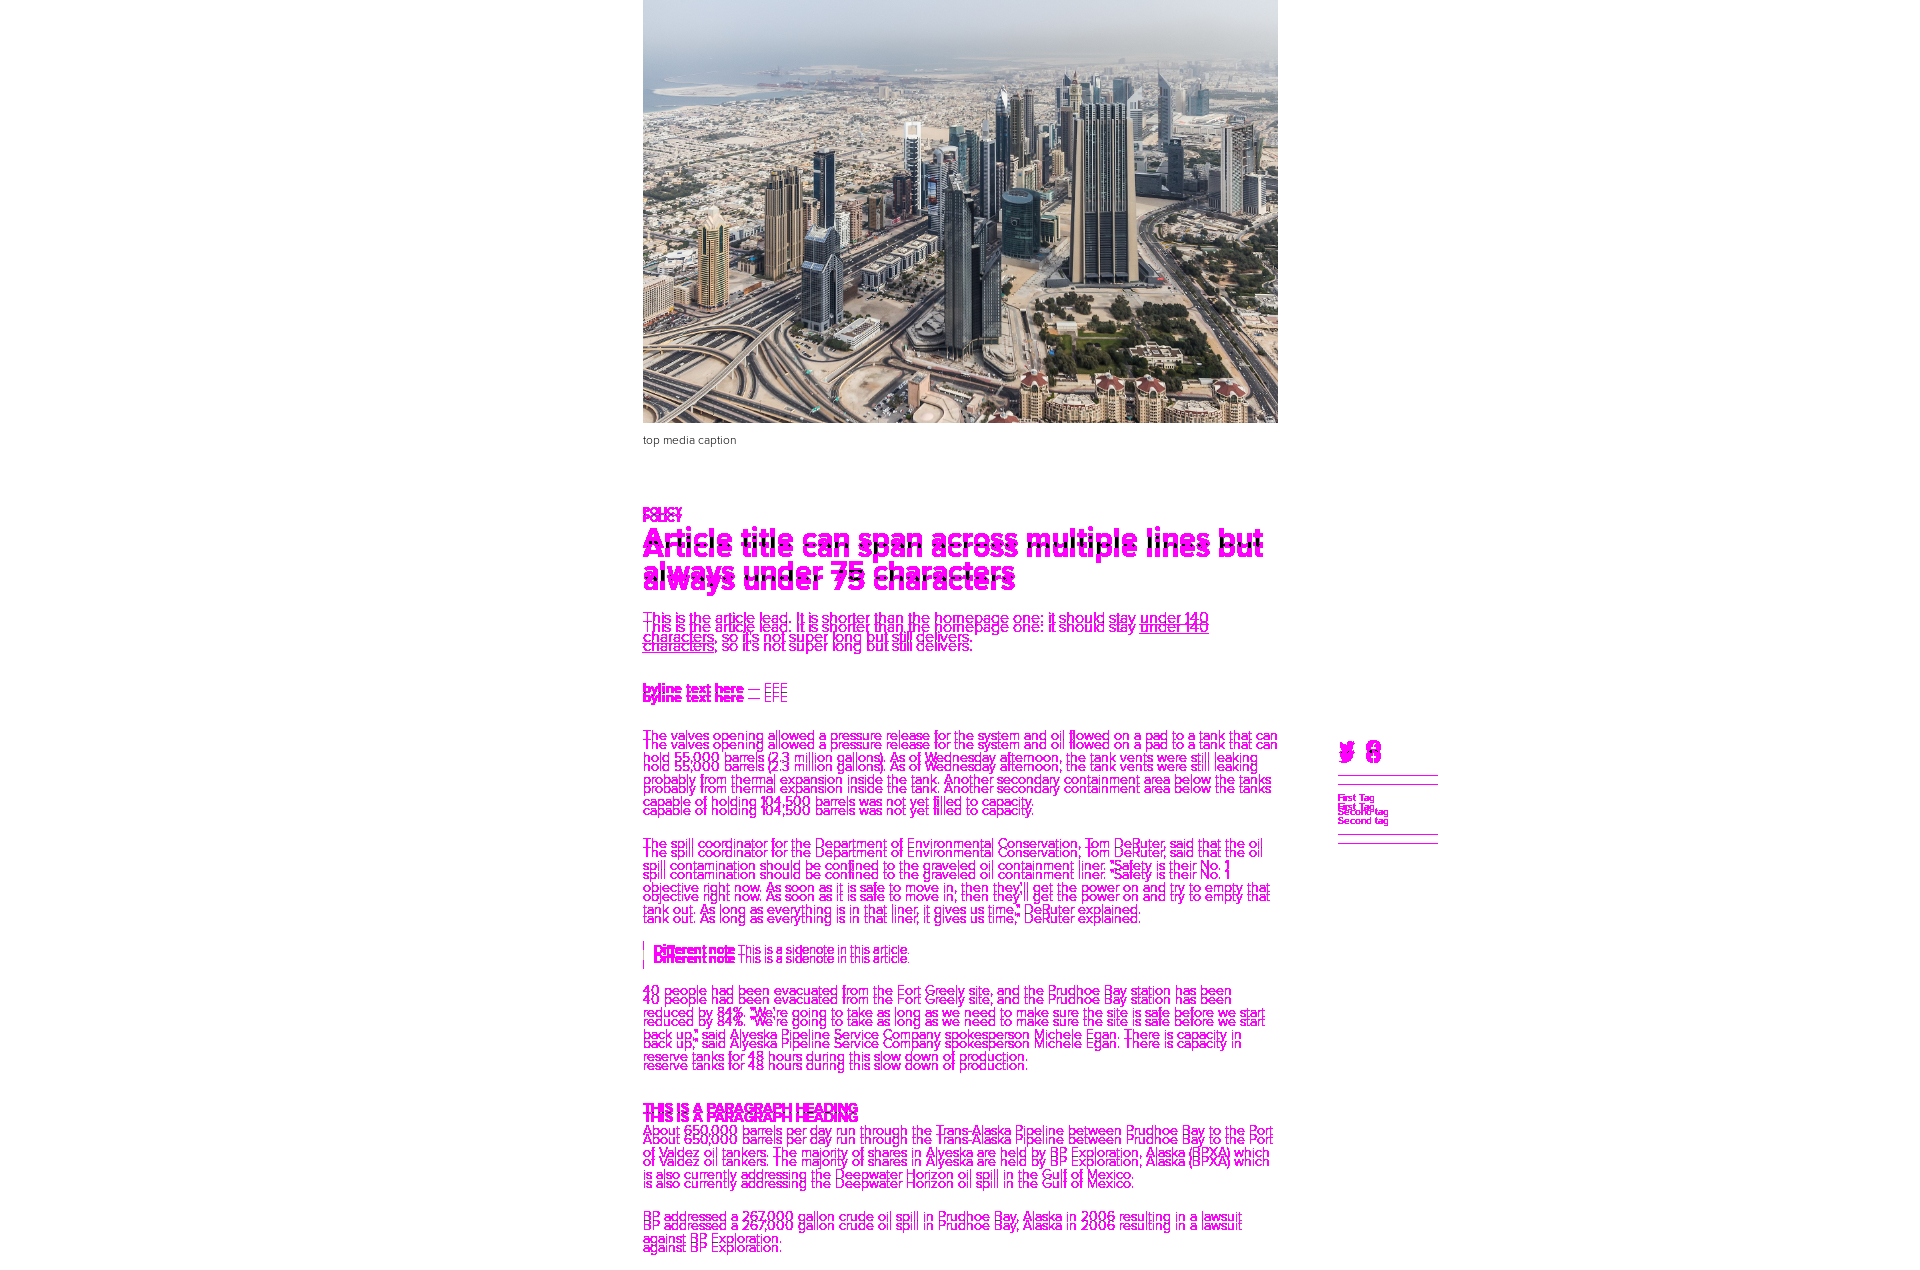 top media caption
POLICY
Article title can span across multiple lines but
always under 75 characters
This is the article lead. It is shorter than the homepage one: it should stay under 140
characters, so it's not super long but still delivers.
byline text here — EFE
The valves opening allowed a pressure release for the system and oil flowed on a pad to a tank that can
hold 55,000 barrels (2.3 million gallons). As of Wednesday afternoon, the tank vents were still leaking
probably from thermal expansion inside the tank. Another secondary containment area below the tanks
capable of holding 104,500 barrels was not yet filled to capacity.
First Tag
Second tag
The spill coordinator for the Department of Environmental Conservation, Tom DeRuter, said that the oil
spill contamination should be confined to the graveled oil containment liner. "Safety is their No. 1
objective right now. As soon as it is safe to move in, then they'll get the power on and try to empty that
tank out. As long as everything is in that liner, it gives us time," DeRuter explained.
Different note This is a sidenote in this article.
40 people had been evacuated from the Fort Greely site, and the Prudhoe Bay station has been
reduced by 84%. "We're going to take as long as we need to make sure the site is safe before we start
back up," said Alyeska Pipeline Service Company spokesperson Michele Egan. There is capacity in
reserve tanks for 48 hours during this slow down of production.
THIS IS A PARAGRAPH HEADING
About 650,000 barrels per day run through the Trans-Alaska Pipeline between Prudhoe Bay to the Port
of Valdez oil tankers. The majority of shares in Alyeska are held by BP Exploration, Alaska (BPXA) which
is also currently addressing the Deepwater Horizon oil spill in the Gulf of Mexico.
BP addressed a 267,000 gallon crude oil spill in Prudhoe Bay, Alaska in 2006 resulting in a lawsuit
against BP Exploration.